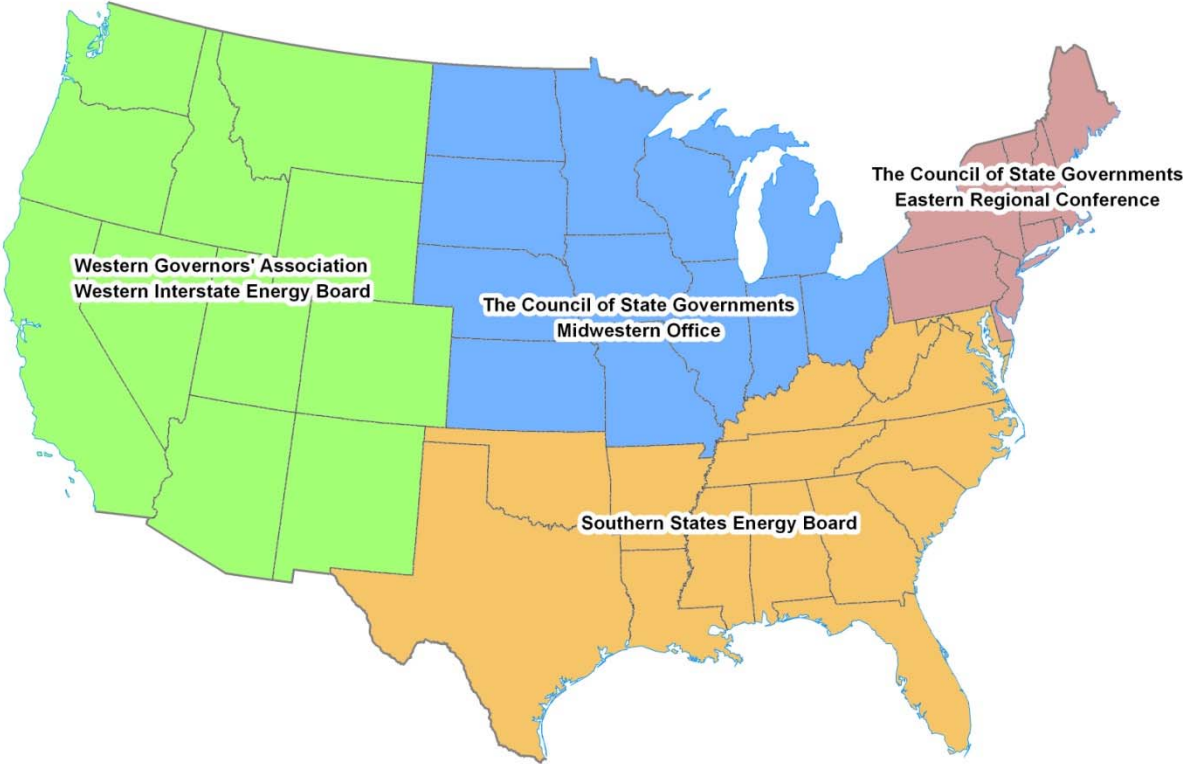 The Council of State Governments
Eastern Regional Conference
Western Governors' Association
Western Interstate Energy Board
The Council of State Governments
Midwestern Office
Southern States Energy Board